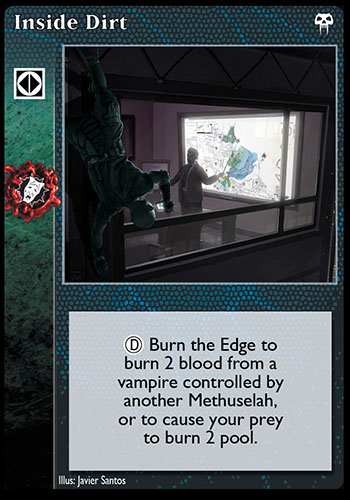 Inside Dirt
Ⓓ Burn the Edge to
burn 2 blood from a
vampire controlled by
another Methuselah,
or to cause your prey
to burn 2 pool.
Illus: Javier Santos